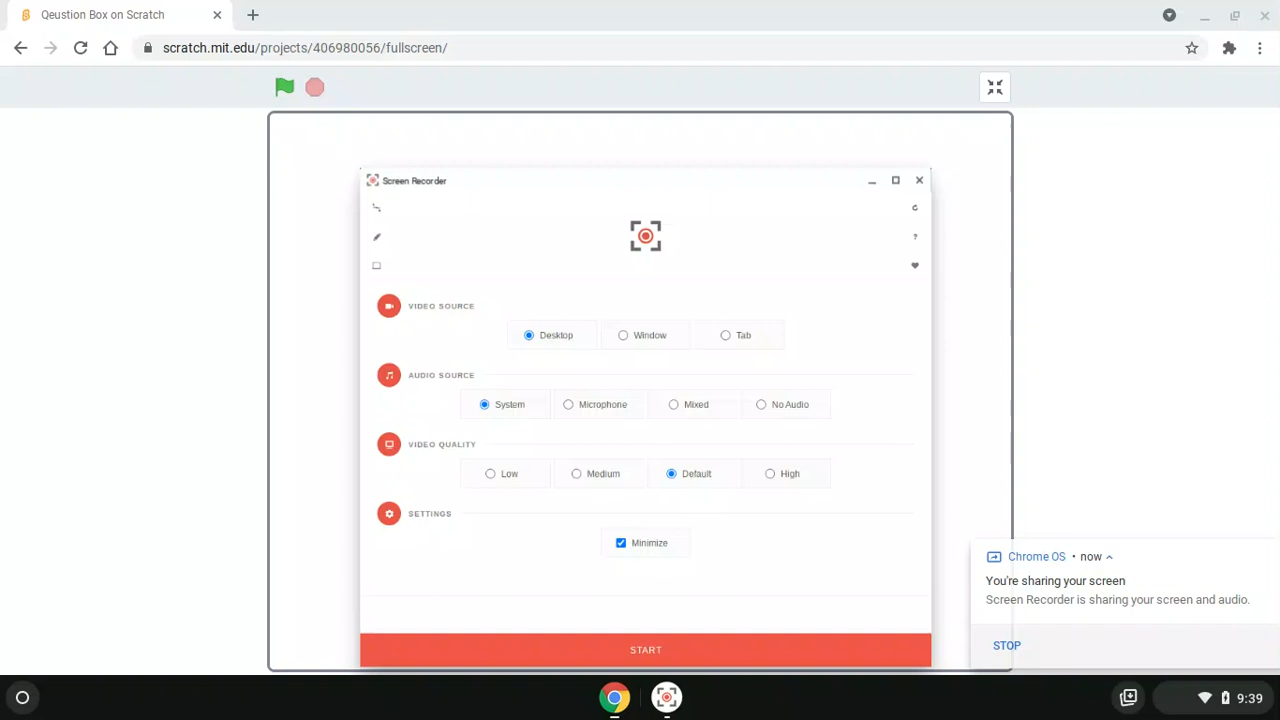 Qeustion Box on Scratch
scratch.mit.edu/projects/406980056/fullscreen/
Screen Recorder
?
VIDEO SOURCE
Desktop Window Tab
AUDIO SOURCE
System Microphone Mixed No Audio
VIDEO QUALITY
Low Medium Default High
SETTINGS
Minimize
START
Chrome OS • now
You're sharing your screen
Screen Recorder is sharing your screen and audio.
STOP
9:39